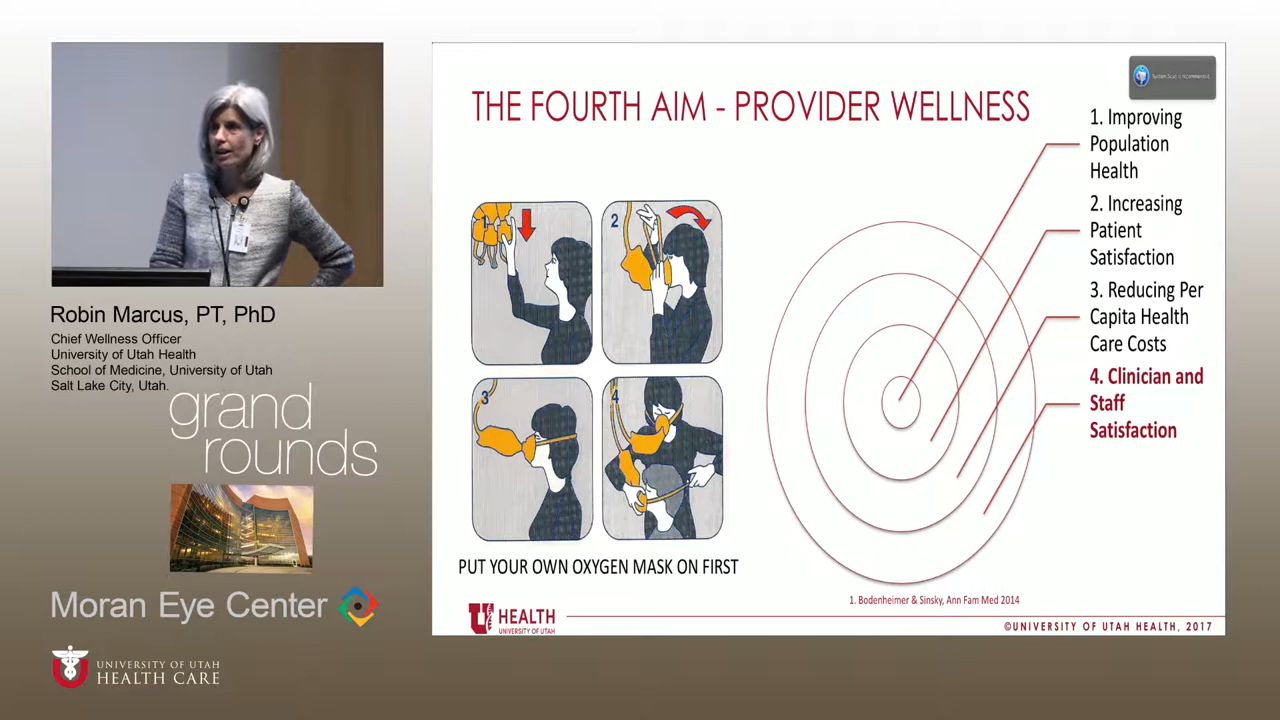 Robin Marcus, PT, PhD
Chief Wellness Officer
University of Utah Health
School of Medicine, University of Utah
Salt Lake City, Utah.
grand
rounds
Moran Eye Center
UNIVERSITY OF UTAH
HEALTH CARE
THE FOURTH AIM - PROVIDER WELLNESS
2
3
4
PUT YOUR OWN OXYGEN MASK ON FIRST
1. Improving
Population
Health
2. Increasing
Patient
Satisfaction
3. Reducing Per
Capita Health
Care Costs
4. Clinician and
Staff
Satisfaction
1. Bodenheimer & Sinsky, Ann Fam Med 2014
HEALTH
UNIVERSITY OF UTAH
©UNIVERSITY OF UTAH HEALTH, 2017